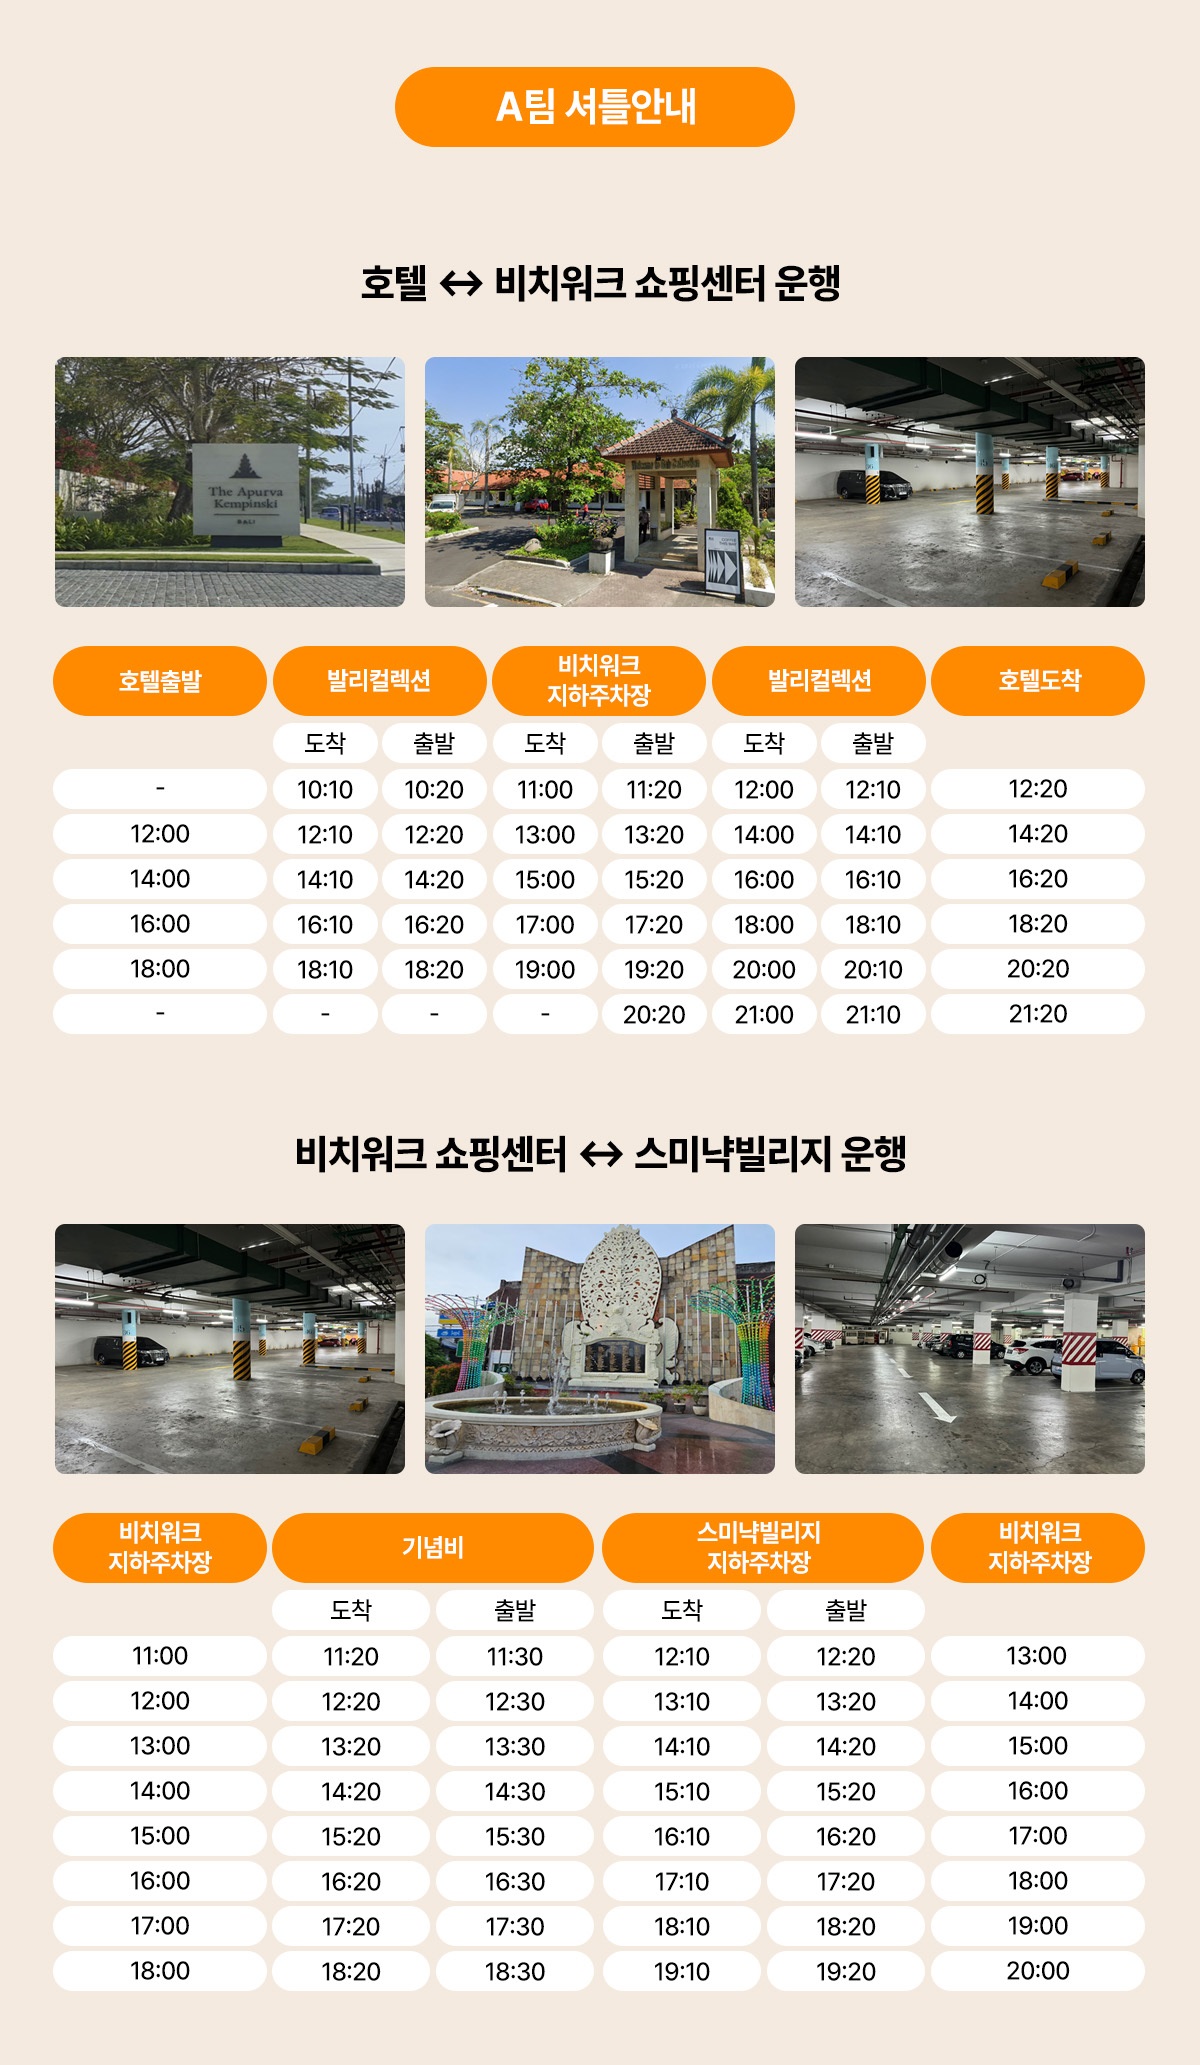 A팀 셔틀안내
호텔 ↔ 비치워크 쇼핑센터 운행
The Apurva
Kempinski
BALI
호텔출발 발리컬렉션 비치워크 지하주차장 발리컬렉션 호텔도착
도착 출발 도착 출발 도착 출발
- 10:10 10:20 11:00 11:20 12:00 12:10 12:20
12:00 12:10 12:20 13:00 13:20 14:00 14:10 14:20
14:00 14:10 14:20 15:00 15:20 16:00 16:10 16:20
16:00 16:10 16:20 17:00 17:20 18:00 18:10 18:20
18:00 18:10 18:20 19:00 19:20 20:00 20:10 20:20
- - - - 20:20 21:00 21:10 21:20
비치워크 쇼핑센터 ↔ 스미냑빌리지 운행
비치워크 지하주차장 기념비 스미냑빌리지 지하주차장 비치워크 지하주차장
도착 출발 도착 출발
11:00 11:20 11:30 12:10 12:20 13:00
12:00 12:20 12:30 13:10 13:20 14:00
13:00 13:20 13:30 14:10 14:20 15:00
14:00 14:20 14:30 15:10 15:20 16:00
15:00 15:20 15:30 16:10 16:20 17:00
16:00 16:20 16:30 17:10 17:20 18:00
17:00 17:20 17:30 18:10 18:20 19:00
18:00 18:20 18:30 19:10 19:20 20:00